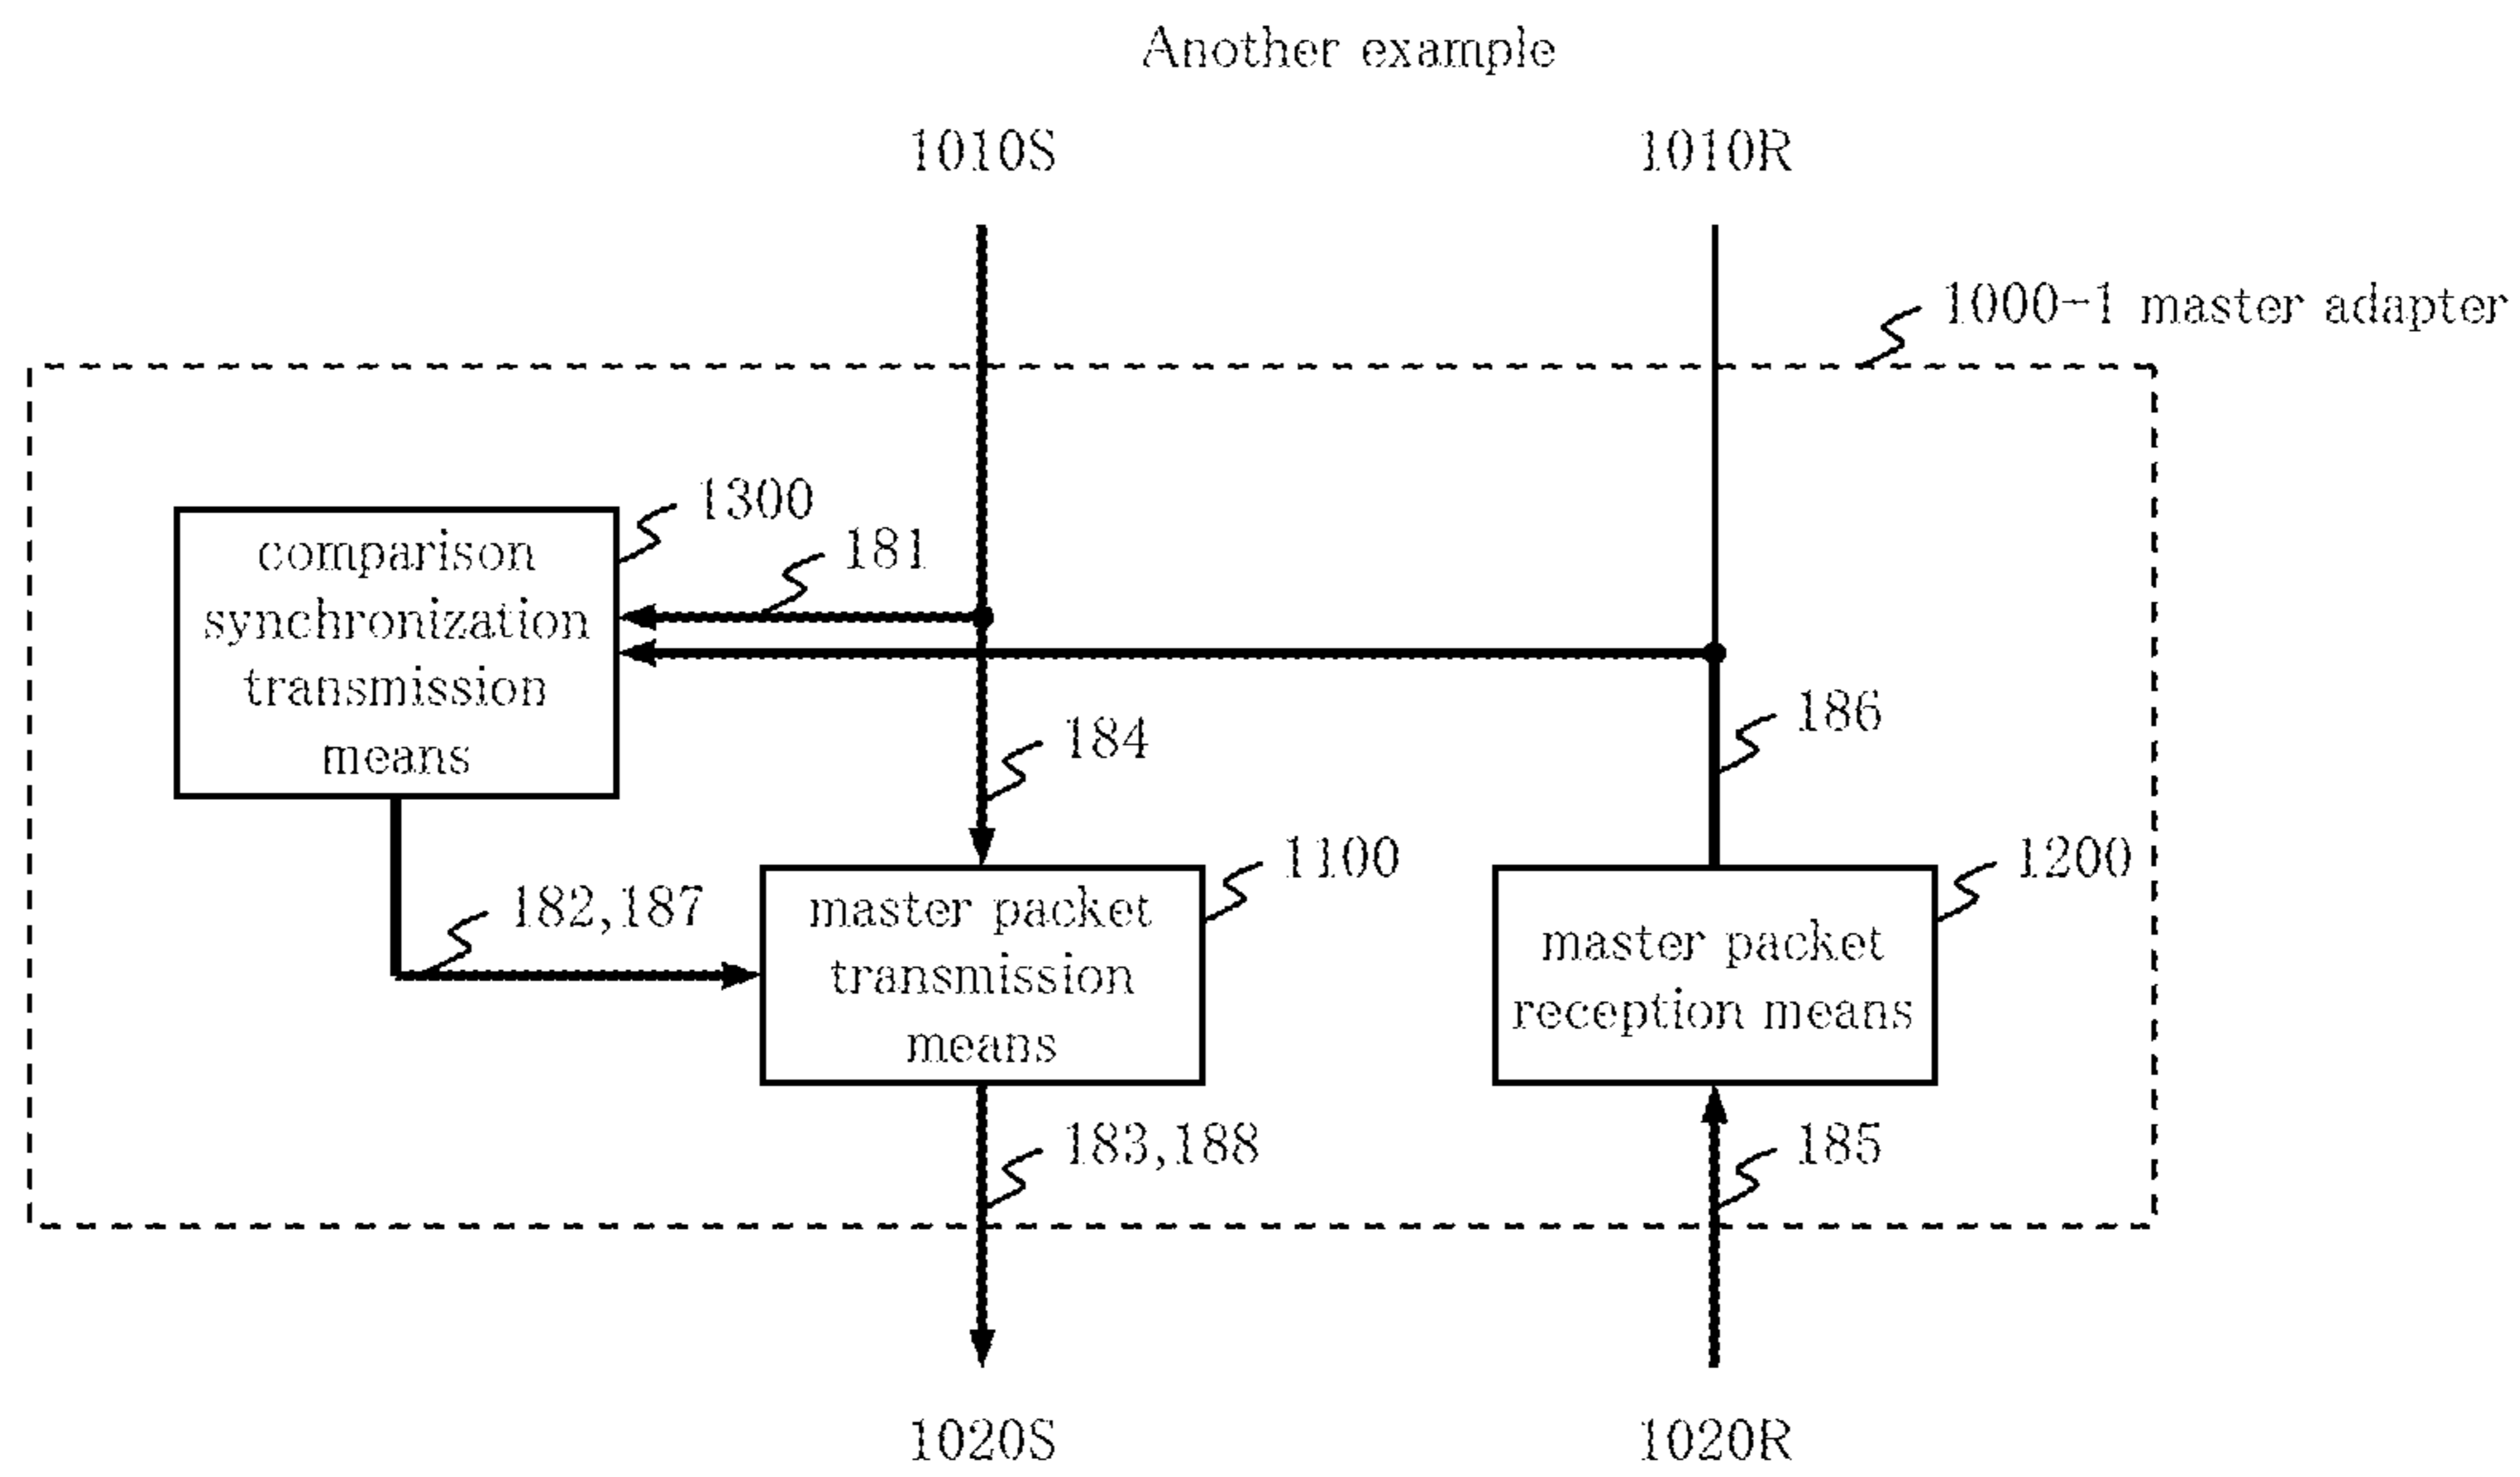 Another example
1010S
1010R
1000-1 master adapter
1300
comparison
synchronization
transmission
means
181
184
186
182,187
1100
master packet
transmission
means
1200
master packet
reception means
183,188
185
1020S
1020R